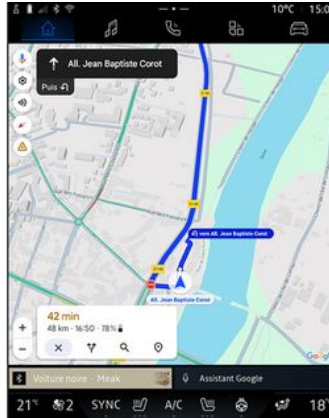 10°C 15:0
All. Jean Baptiste Corot
Puis
vers All. Jean Baptiste Corot
All. Jean Baptiste Corot
42 min
48 km · 16:50 · 78%
Google
Voiture noire · Meak
Assistant Google
21° 2 SYNC A/C 18°